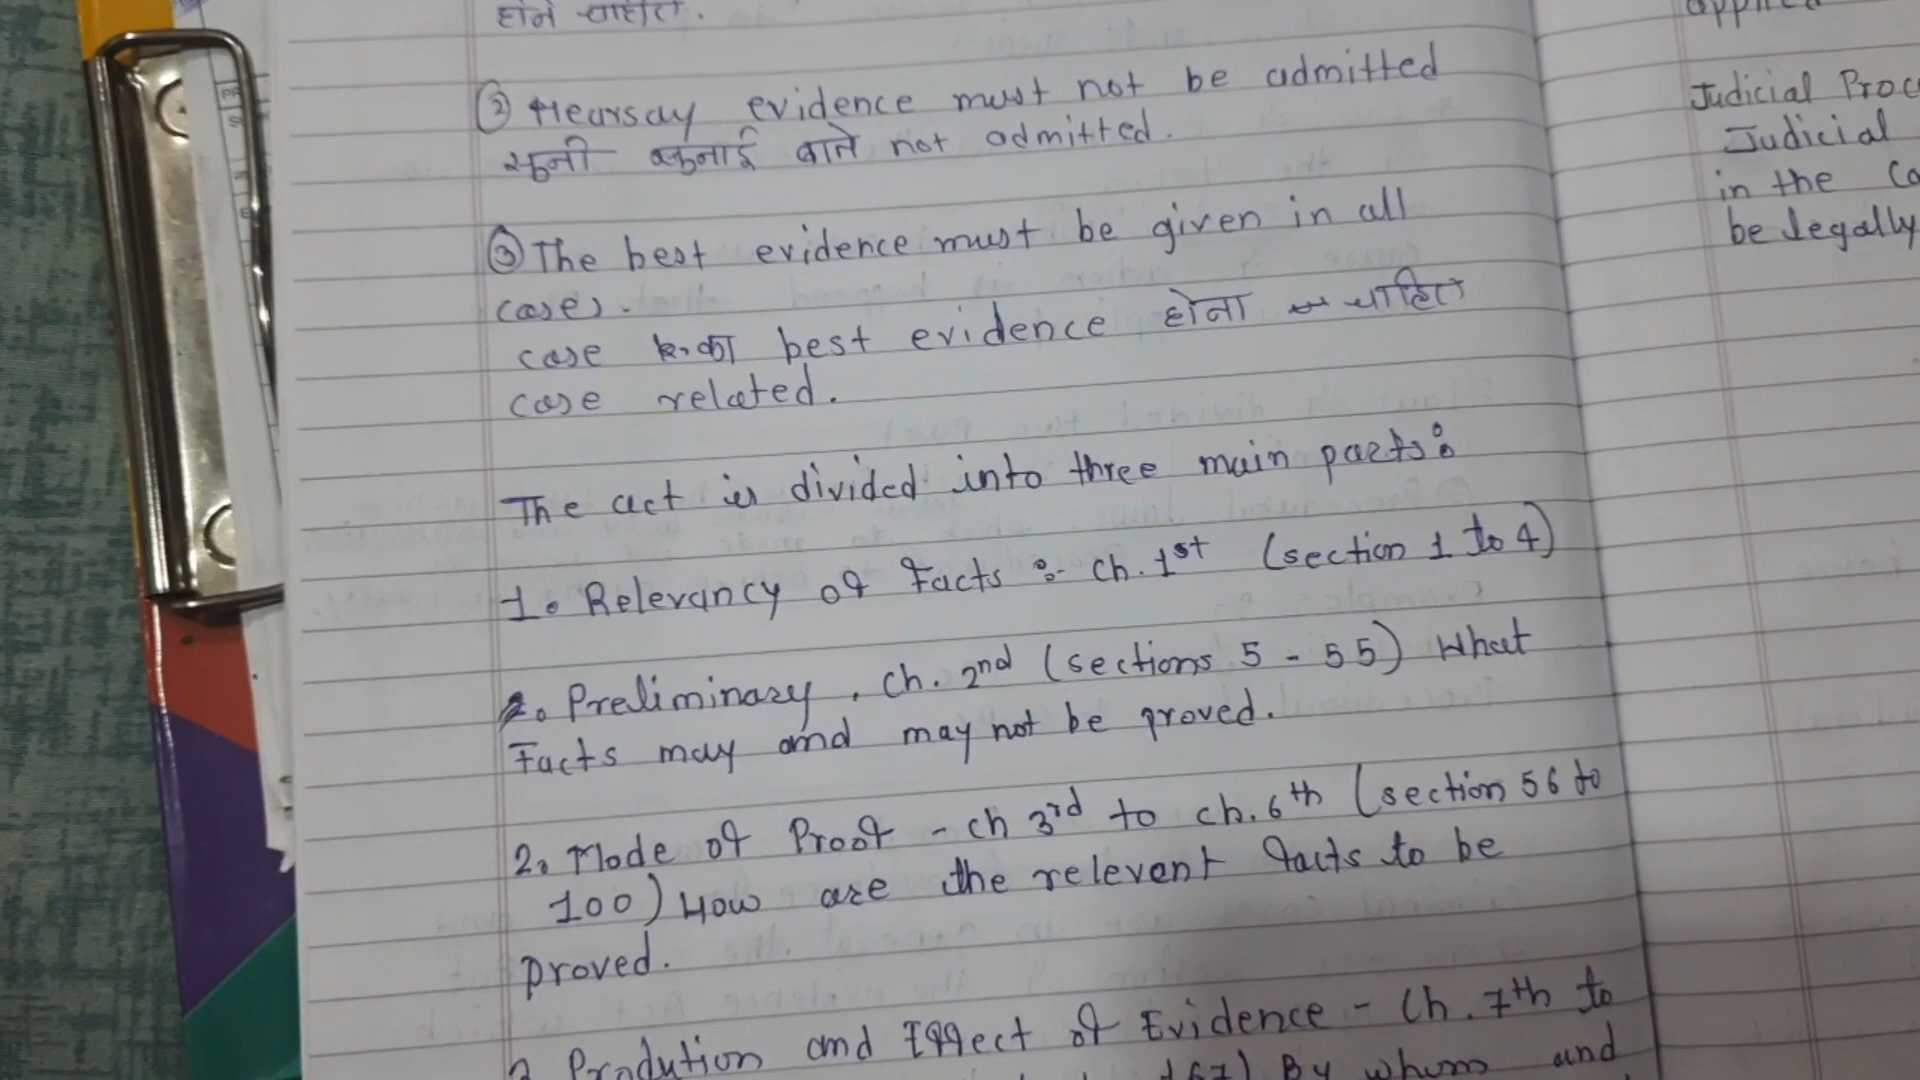 होने चाहिए.
② Hearsay evidence must not be admitted
सुनी सुनाई बाते not admitted.
③ The best evidence must be given in all
cases.
case का best evidence होना चाहिए
case related.
The act is divided into three main parts:
1. Relevancy of Facts :- ch. 1st (section 1 to 4)
2. Preliminary, Ch. 2nd (sections 5 - 55) What
Facts may and may not be proved.
2. Mode of Proof - ch 3rd to ch. 6th (section 56 to
100) How are the relevent facts to be
proved.
Prodution and Effect of Evidence - Ch. 7th to
167) By whom and
Judicial
Judicial
in the
be legally